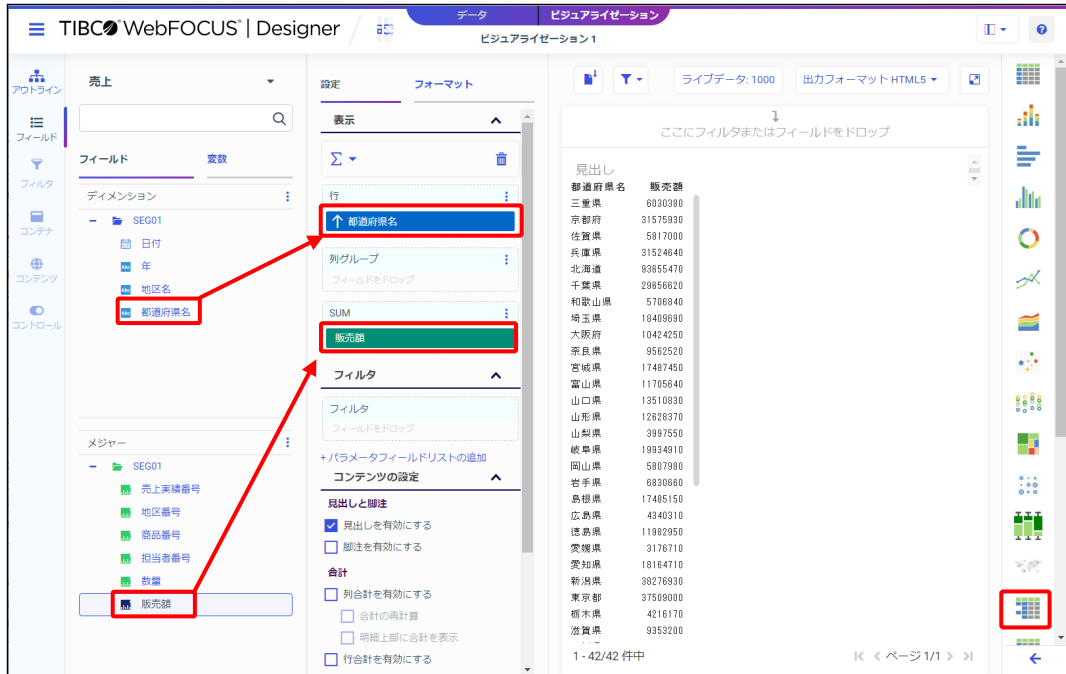 データ
ビジュアライゼーション
TIBCO WebFOCUS® | Designer
ビジュアライゼーション 1
アウトライン
フィールド
フィルタ
コンテナ
コンテンツ
コントロール
売上
フィールド
変数
ディメンション
SEG01
日付
年
地区名
都道府県名
メジャー
SEG01
売上実績番号
地区番号
商品番号
担当者番号
数量
販売額
設定
フォーマット
表示
行
都道府県名
列グループ
フィールドをドロップ
SUM
販売額
フィルタ
フィルタ
フィールドをドロップ
+ パラメータフィールドリストの追加
コンテンツの設定
見出しと脚注
見出しを有効にする
脚注を有効にする
合計
列合計を有効にする
合計の再計算
明細上部に合計を表示
行合計を有効にする
ライブデータ: 1000
出力フォーマット HTML5
ここにフィルタまたはフィールドをドロップ
見出し
都道府県名 販売額
三重県 6030380
京都府 31575930
佐賀県 5817000
兵庫県 31524640
北海道 93655470
千葉県 29656620
和歌山県 5706840
埼玉県 18409690
大阪府 10424250
奈良県 9562520
宮城県 17487450
富山県 11705640
山口県 13510830
山形県 12628370
山梨県 3997550
岐阜県 19934910
岡山県 5807980
岩手県 6830660
島根県 17485150
広島県 4340310
徳島県 11982950
愛媛県 3176710
愛知県 18164710
新潟県 38276930
東京都 37509000
栃木県 4216170
滋賀県 9353200
1 - 42/42 件中
ページ 1/1